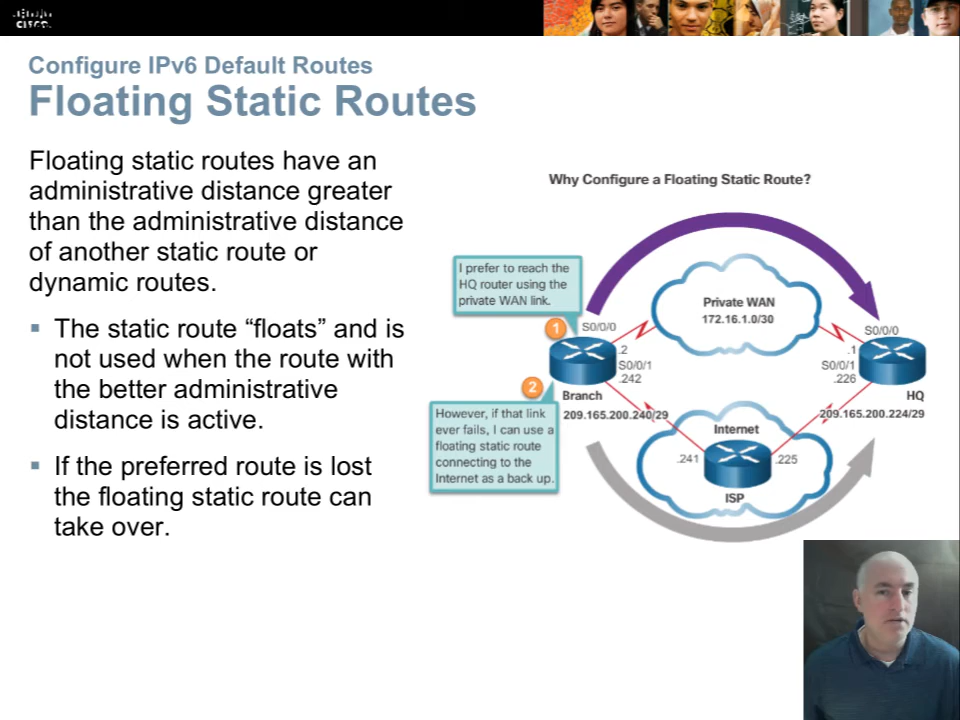 CISCO
Configure IPv6 Default Routes
Floating Static Routes
Floating static routes have an
administrative distance greater
than the administrative distance
of another static route or
dynamic routes.
The static route “floats” and is
not used when the route with
the better administrative
distance is active.
If the preferred route is lost
the floating static route can
take over.
Why Configure a Floating Static Route?
I prefer to reach the
HQ router using the
private WAN link.
Private WAN
172.16.1.0/30
1
S0/0/0
S0/0/0
.2
.1
S0/0/1
.242
S0/0/1
.226
2
Branch
HQ
209.165.200.240/29
209.165.200.224/29
However, if that link
ever fails, I can use a
floating static route
connecting to the
Internet as a back up.
Internet
.241
.225
ISP